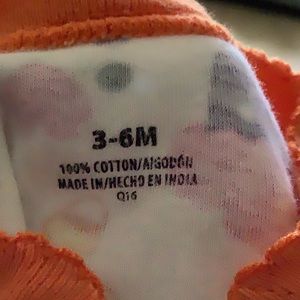 3-6M
100% COTTON/ALGODÓN
MADE IN/HECHO EN INDIA
Q16